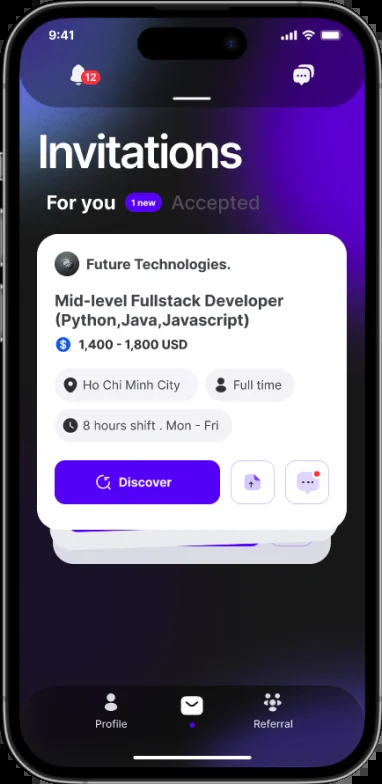 9:41
12
Invitations
For you 1 new Accepted
Future Technologies.
Mid-level Fullstack Developer
(Python,Java,Javascript)
$ 1,400 - 1,800 USD
Ho Chi Minh City Full time
8 hours shift . Mon - Fri
Discover
Profile Referral